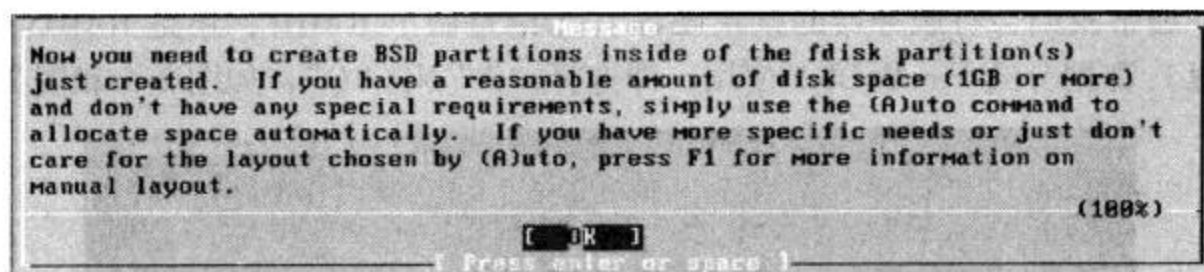 Message
Now you need to create BSD partitions inside of the fdisk partition(s)
just created.  If you have a reasonable amount of disk space (1GB or more)
and don't have any special requirements, simply use the (A)uto command to
allocate space automatically.  If you have more specific needs or just don't
care for the layout chosen by (A)uto, press F1 for more information on
manual layout.
(100%)
[ OK ]
[ Press enter or space ]